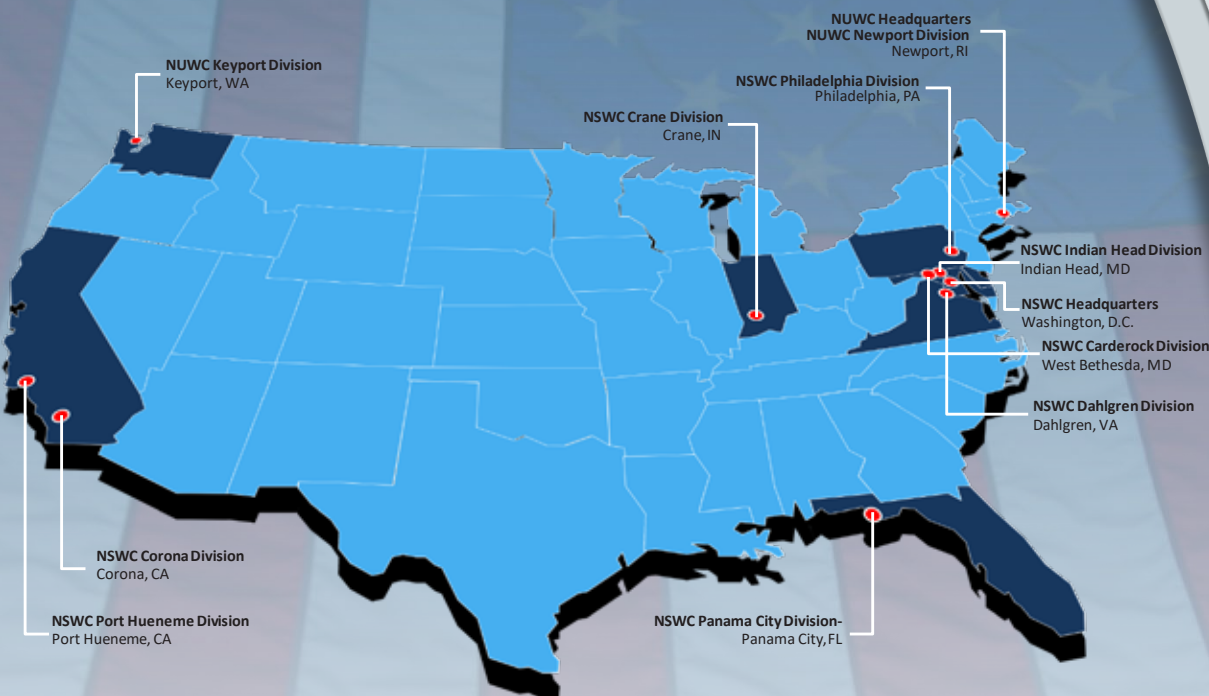 NUWC Headquarters
NUWC Newport Division
Newport, RI
NUWC Keyport Division
Keyport, WA
NSWC Philadelphia Division
Philadelphia, PA
NSWC Crane Division
Crane, IN
NSWC Indian Head Division
Indian Head, MD
NSWC Headquarters
Washington, D.C.
NSWC Carderock Division
West Bethesda, MD
NSWC Dahlgren Division
Dahlgren, VA
NSWC Corona Division
Corona, CA
NSWC Port Hueneme Division
Port Hueneme, CA
NSWC Panama City Division-
Panama City, FL